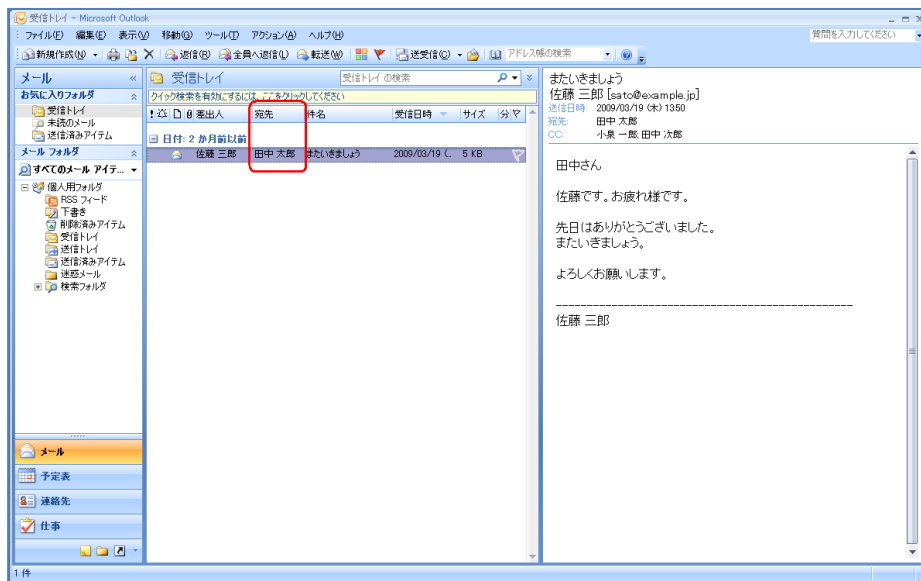 受信トレイ - Microsoft Outlook
ファイル(F) 編集(E) 表示(V) 移動(G) ツール(T) アクション(A) ヘルプ(H) 質問を入力してください
新規作成(N) 返信(R) 全員へ返信(L) 転送(W) 送受信(C) アドレス帳の検索
メール «
お気に入りフォルダ
受信トレイ
未読のメール
送信済みアイテム
メール フォルダ
すべてのメール アイテ...
個人用フォルダ
RSS フィード
下書き
削除済みアイテム
受信トレイ
送信トレイ
送信済みアイテム
迷惑メール
検索フォルダ
メール
予定表
連絡先
仕事
受信トレイ 受信トレイ の検索
クイック検索を有効にするには、ここをクリックしてください
差出人 宛先 件名 受信日時 サイズ 分
日付: 2 か月前以前
佐藤 三郎 田中 太郎 またいきましょう 2009/03/19 (... 5 KB
またいきましょう
佐藤 三郎 [sato@example.jp]
送信日時: 2009/03/19 (木) 13:50
宛先: 田中 太郎
CC: 小泉 一郎; 田中 次郎
田中さん
佐藤です。お疲れ様です。
先日はありがとうございました。
またいきましょう。
よろしくお願いします。
------------------------------------------------
佐藤 三郎
1 件